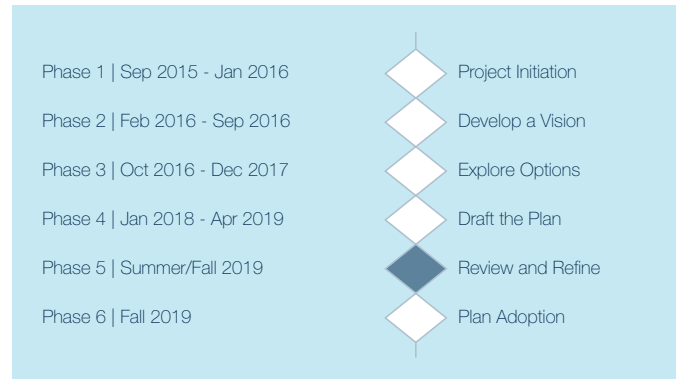 Phase 1 | Sep 2015 - Jan 2016 Project Initiation
Phase 2 | Feb 2016 - Sep 2016 Develop a Vision
Phase 3 | Oct 2016 - Dec 2017 Explore Options
Phase 4 | Jan 2018 - Apr 2019 Draft the Plan
Phase 5 | Summer/Fall 2019 Review and Refine
Phase 6 | Fall 2019 Plan Adoption